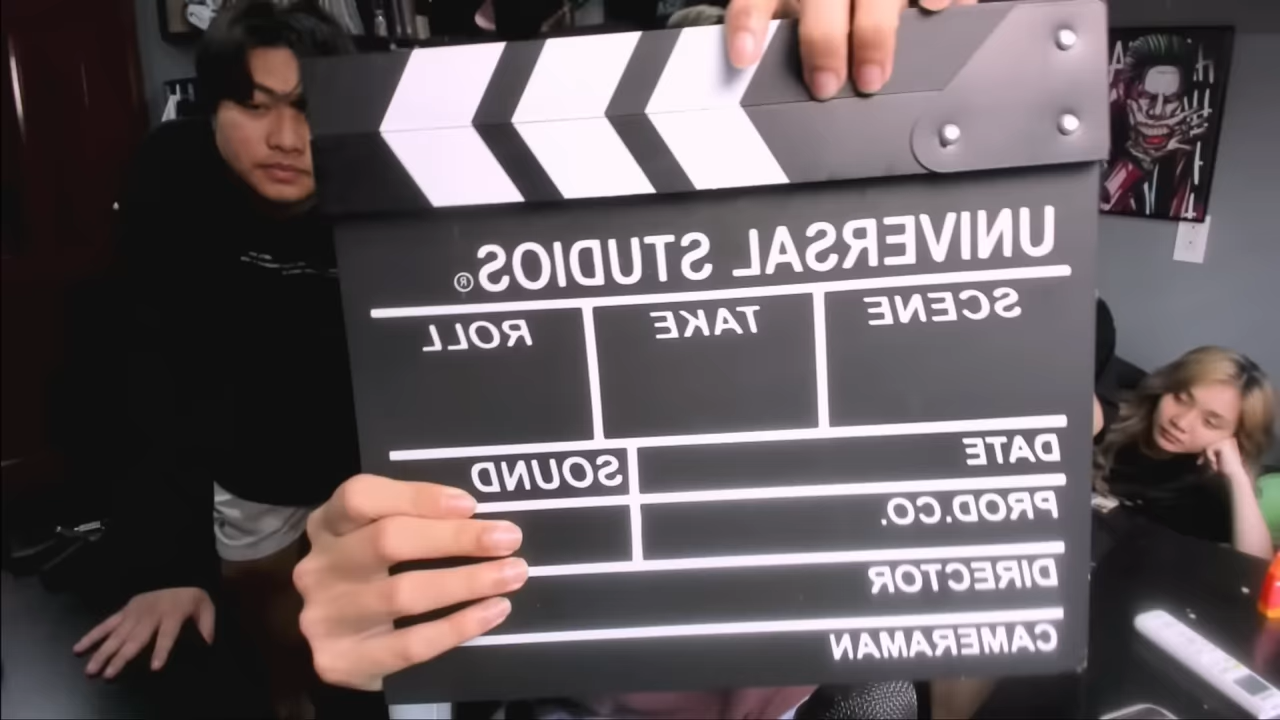 UNIVERSAL STUDIOS®
SCENE TAKE ROLL
DATE SOUND
PROD.CO.
DIRECTOR
CAMERAMAN